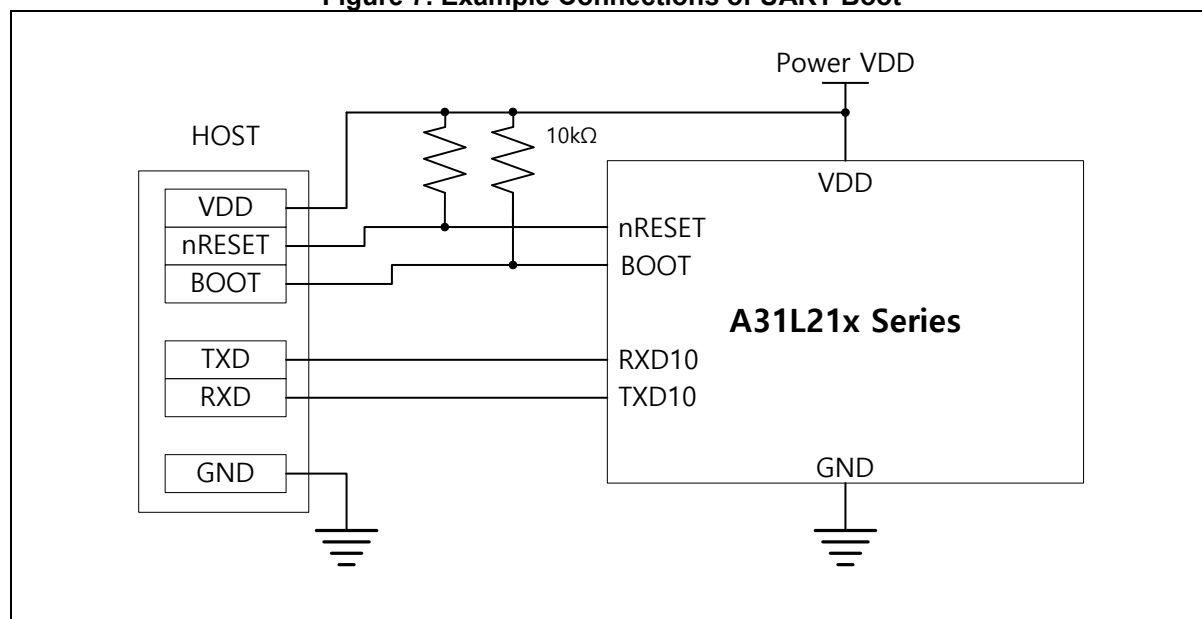 Figure 7. Example Connections of UART Boot
Power VDD
HOST
10kΩ
VDD
nRESET
BOOT
TXD
RXD
GND
VDD
nRESET
BOOT
A31L21x Series
RXD10
TXD10
GND